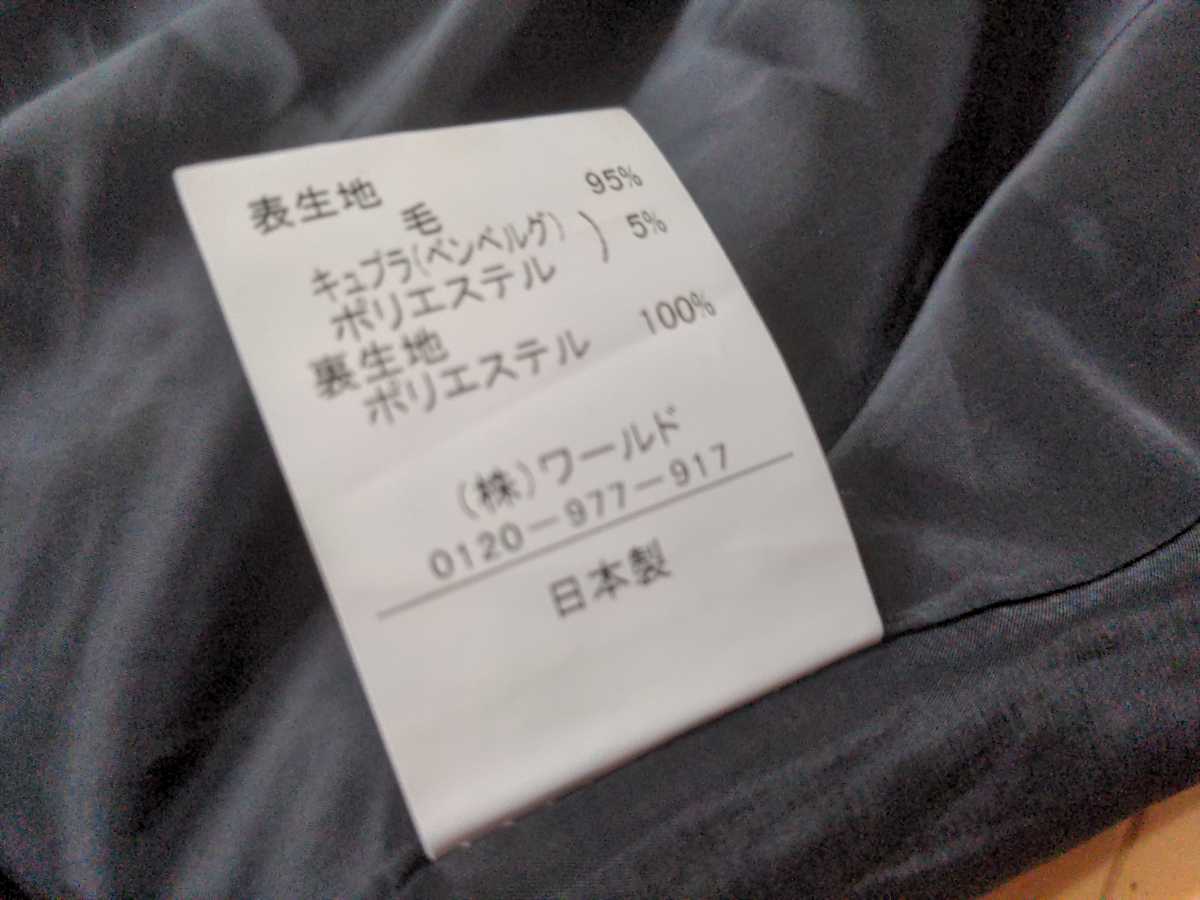 表生地
毛 95%
キュプラ(ベンベルグ) ) 5%
ポリエステル
裏生地
ポリエステル 100%
(株)ワールド
0120-977-917
日本製